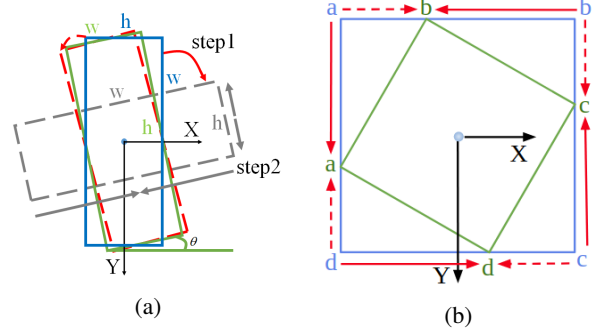 w h step1
w w
h X h
step2
Y θ
(a)
a b b
c
X
a
d Y d c
(b)